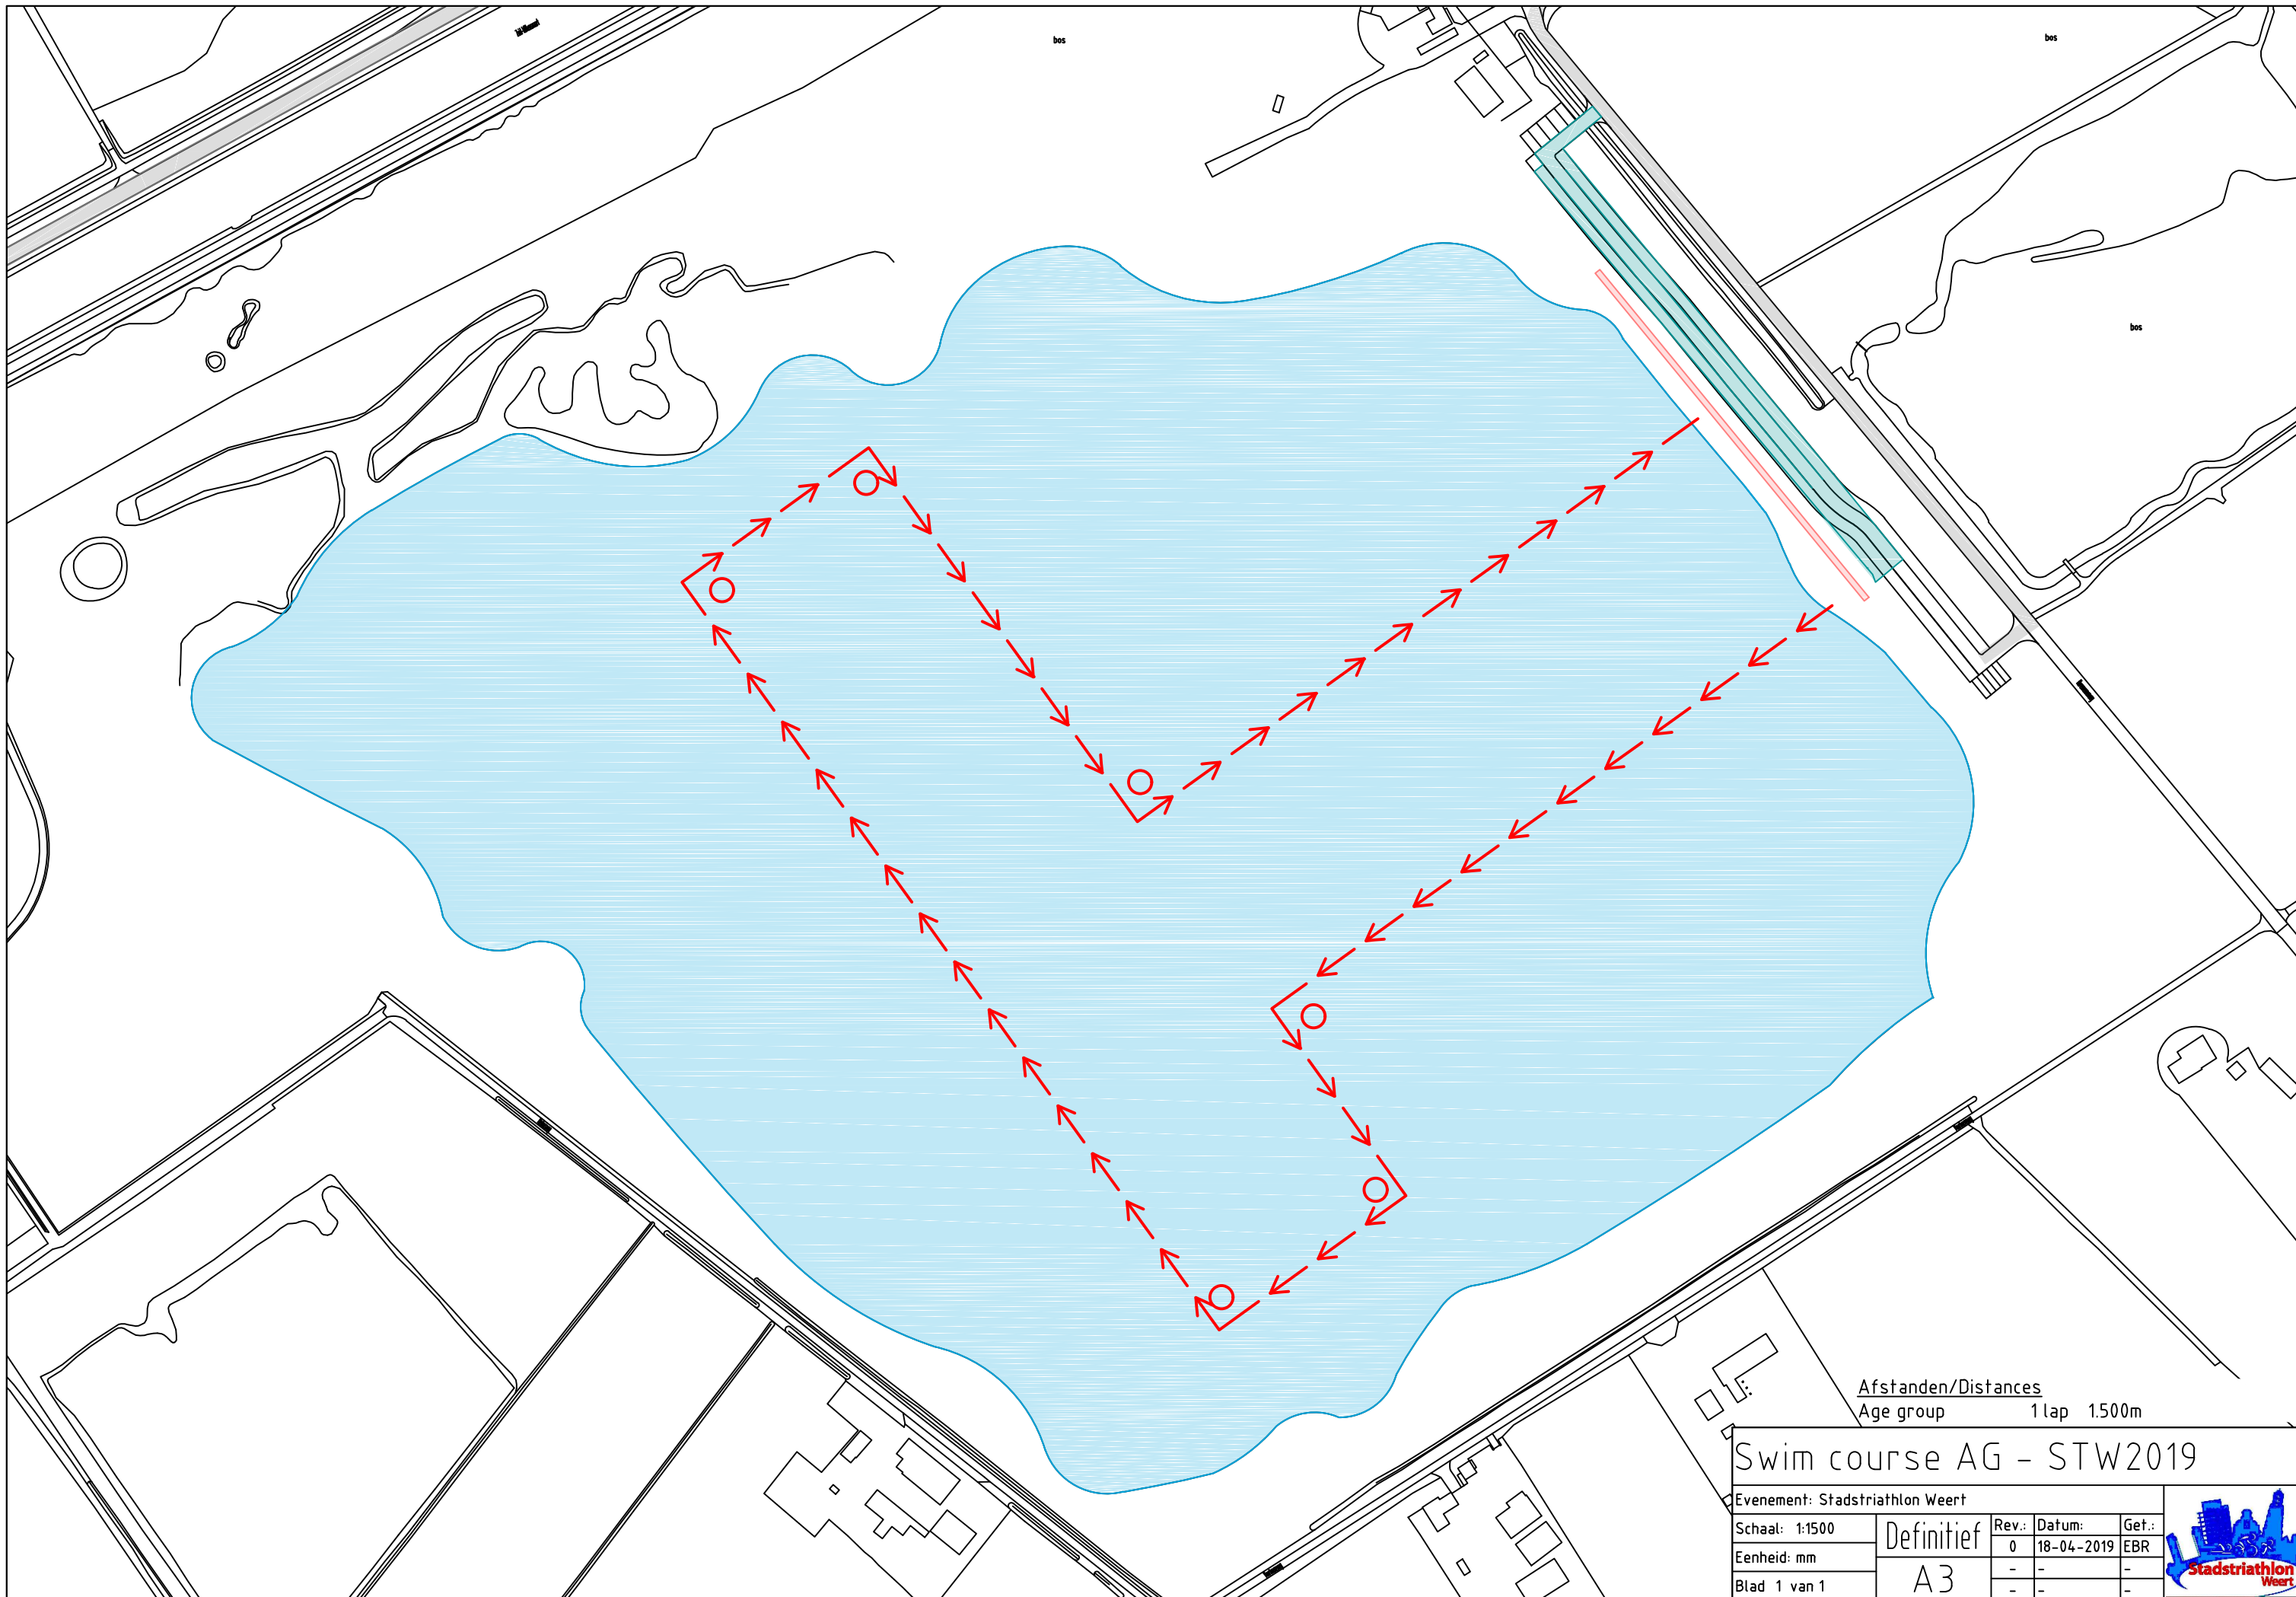 bos
bos
bos
Afstanden/Distances
Age group 1 lap 1.500m
Swim course AG - STW2019
Evenement: Stadstriathlon Weert
Schaal: 1:1500
Eenheid: mm
Blad 1 van 1
Definitief
A3
Rev.: Datum: Get.:
0 18-04-2019 EBR
- - -
- - -
Stadstriathlon
Weert